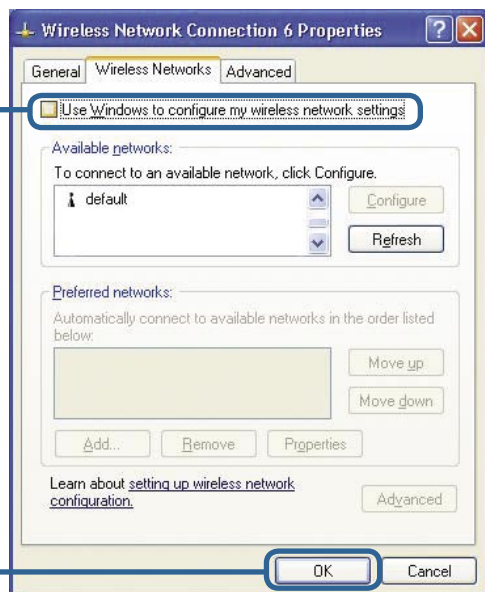 Wireless Network Connection 6 Properties
General Wireless Networks Advanced
Use Windows to configure my wireless network settings
Available networks:
To connect to an available network, click Configure.
default
Configure
Refresh
Preferred networks:
Automatically connect to available networks in the order listed
below:
Move up
Move down
Add... Remove Properties
Learn about setting up wireless network
configuration.
Advanced
OK Cancel